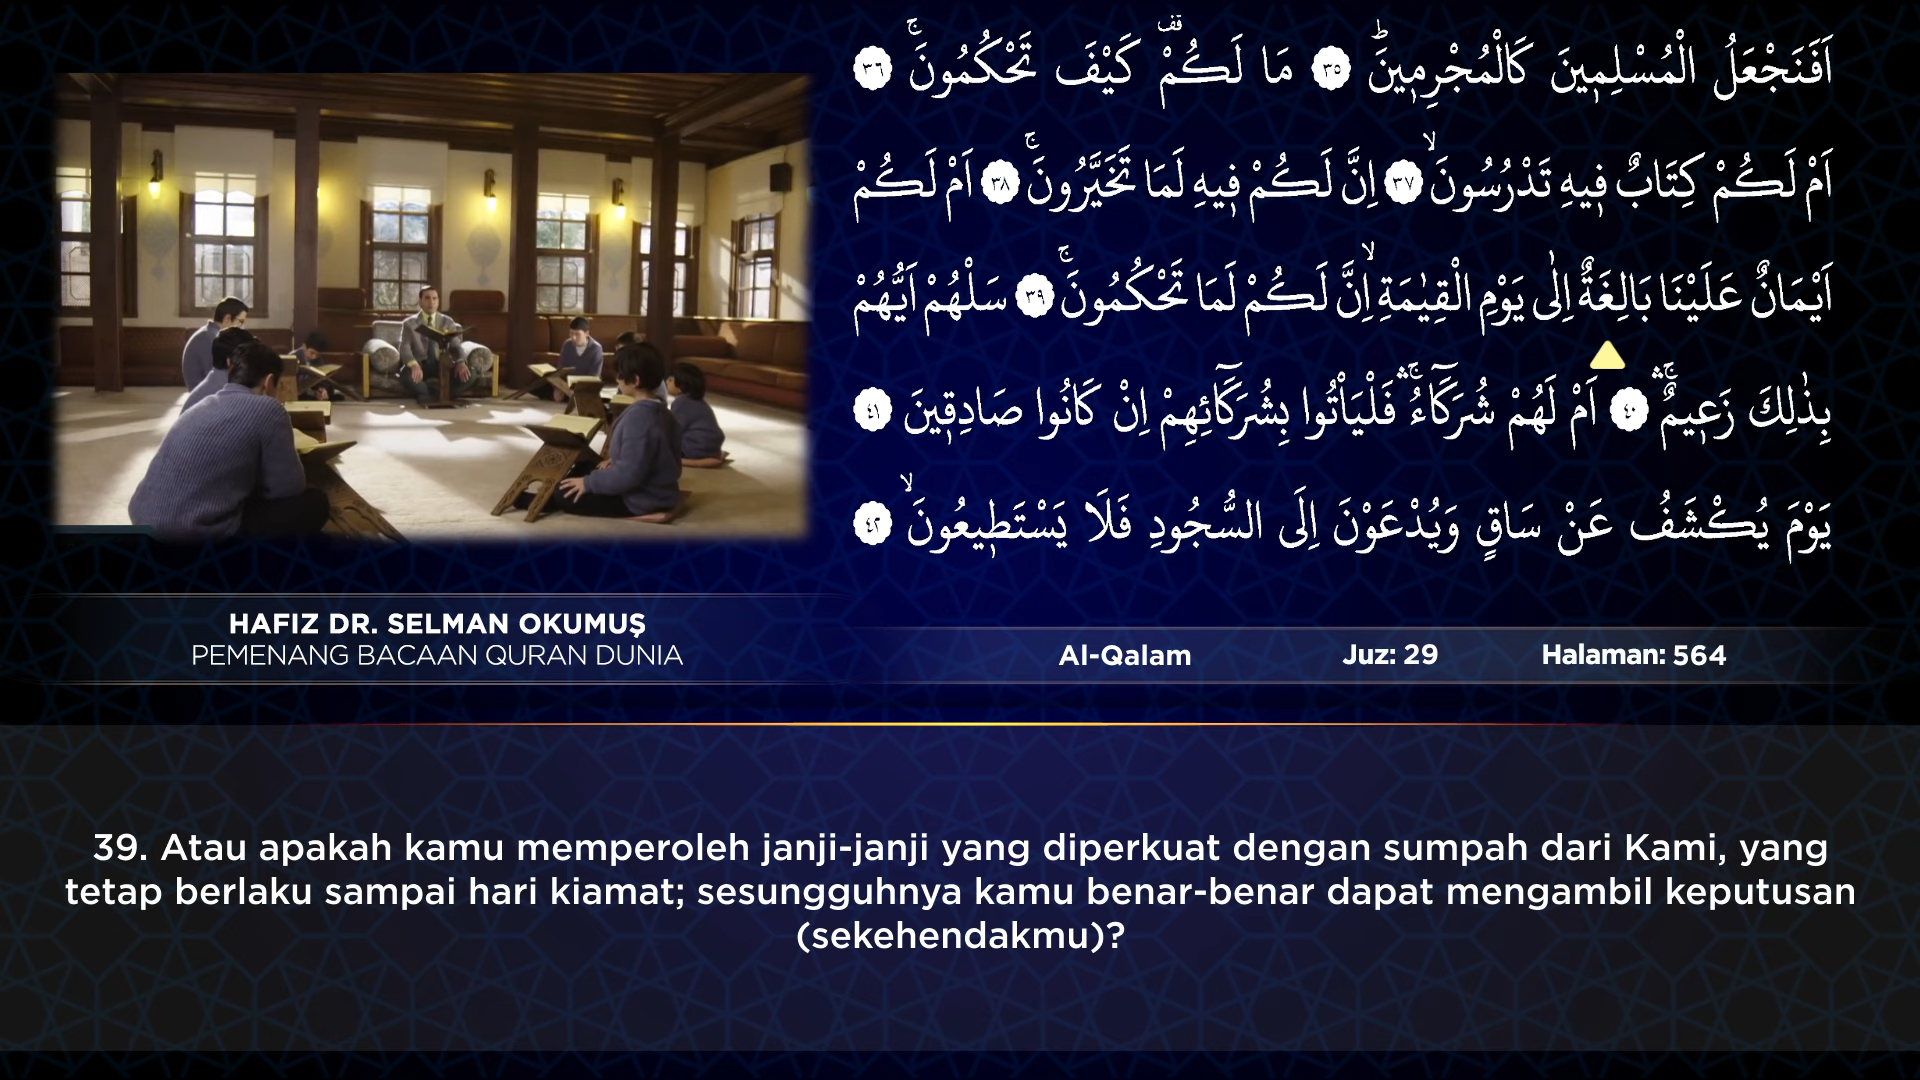 اَفَنَجْعَلُ الْمُسْلِمٖينَ كَالْمُجْرِمٖينَؕ ﴿٣٥﴾ مَا لَكُمْࣞ كَيْفَ تَحْكُمُونَۚ ﴿٣٦﴾
اَمْ لَكُمْ كِتَابٌ فٖيهِ تَدْرُسُونَۙ ﴿٣٧﴾ اِنَّ لَكُمْ فٖيهِ لَمَا تَخَيَّرُونَۚ ﴿٣٨﴾ اَمْ لَكُمْ
اَيْمَانٌ عَلَيْنَا بَالِغَةٌ اِلٰى يَوْمِ الْقِيٰمَةِۙ اِنَّ لَكُمْ لَمَا تَحْكُمُونَۚ ﴿٣٩﴾ سَلْهُمْ اَيُّهُمْ
بِذٰلِكَ زَعٖيمٌۚۛ ﴿٤٠﴾ اَمْ لَهُمْ شُرَكَٓاءُۚۛ فَلْيَأْتُوا بِشُرَكَٓائِهِمْ اِنْ كَانُوا صَادِقٖينَ ﴿٤١﴾
يَوْمَ يُكْشَفُ عَنْ سَاقٍ وَيُدْعَوْنَ اِلَى السُّجُودِ فَلَا يَسْتَطٖيعُونَۙ ﴿٤٢﴾
HAFIZ DR. SELMAN OKUMUŞ
PEMENANG BACAAN QURAN DUNIA
Al-Qalam Juz: 29 Halaman: 564
39. Atau apakah kamu memperoleh janji-janji yang diperkuat dengan sumpah dari Kami, yang
tetap berlaku sampai hari kiamat; sesungguhnya kamu benar-benar dapat mengambil keputusan
(sekehendakmu)?